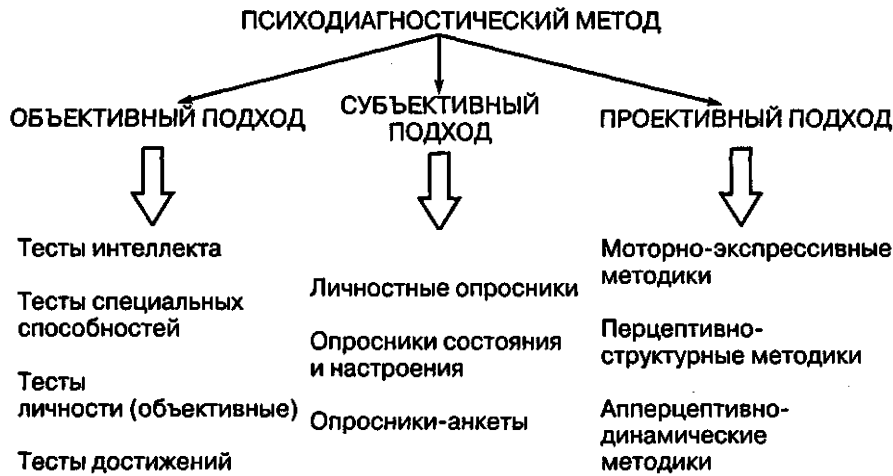 ПСИХОДИАГНОСТИЧЕСКИЙ МЕТОД
ОБЪЕКТИВНЫЙ ПОДХОД
Тесты интеллекта
Тесты специальных
способностей
Тесты
личности (объективные)
Тесты достижений
СУБЪЕКТИВНЫЙ
ПОДХОД
Личностные опросники
Опросники состояния
и настроения
Опросники-анкеты
ПРОЕКТИВНЫЙ ПОДХОД
Моторно-экспрессивные
методики
Перцептивно-
структурные методики
Апперцептивно-
динамические
методики